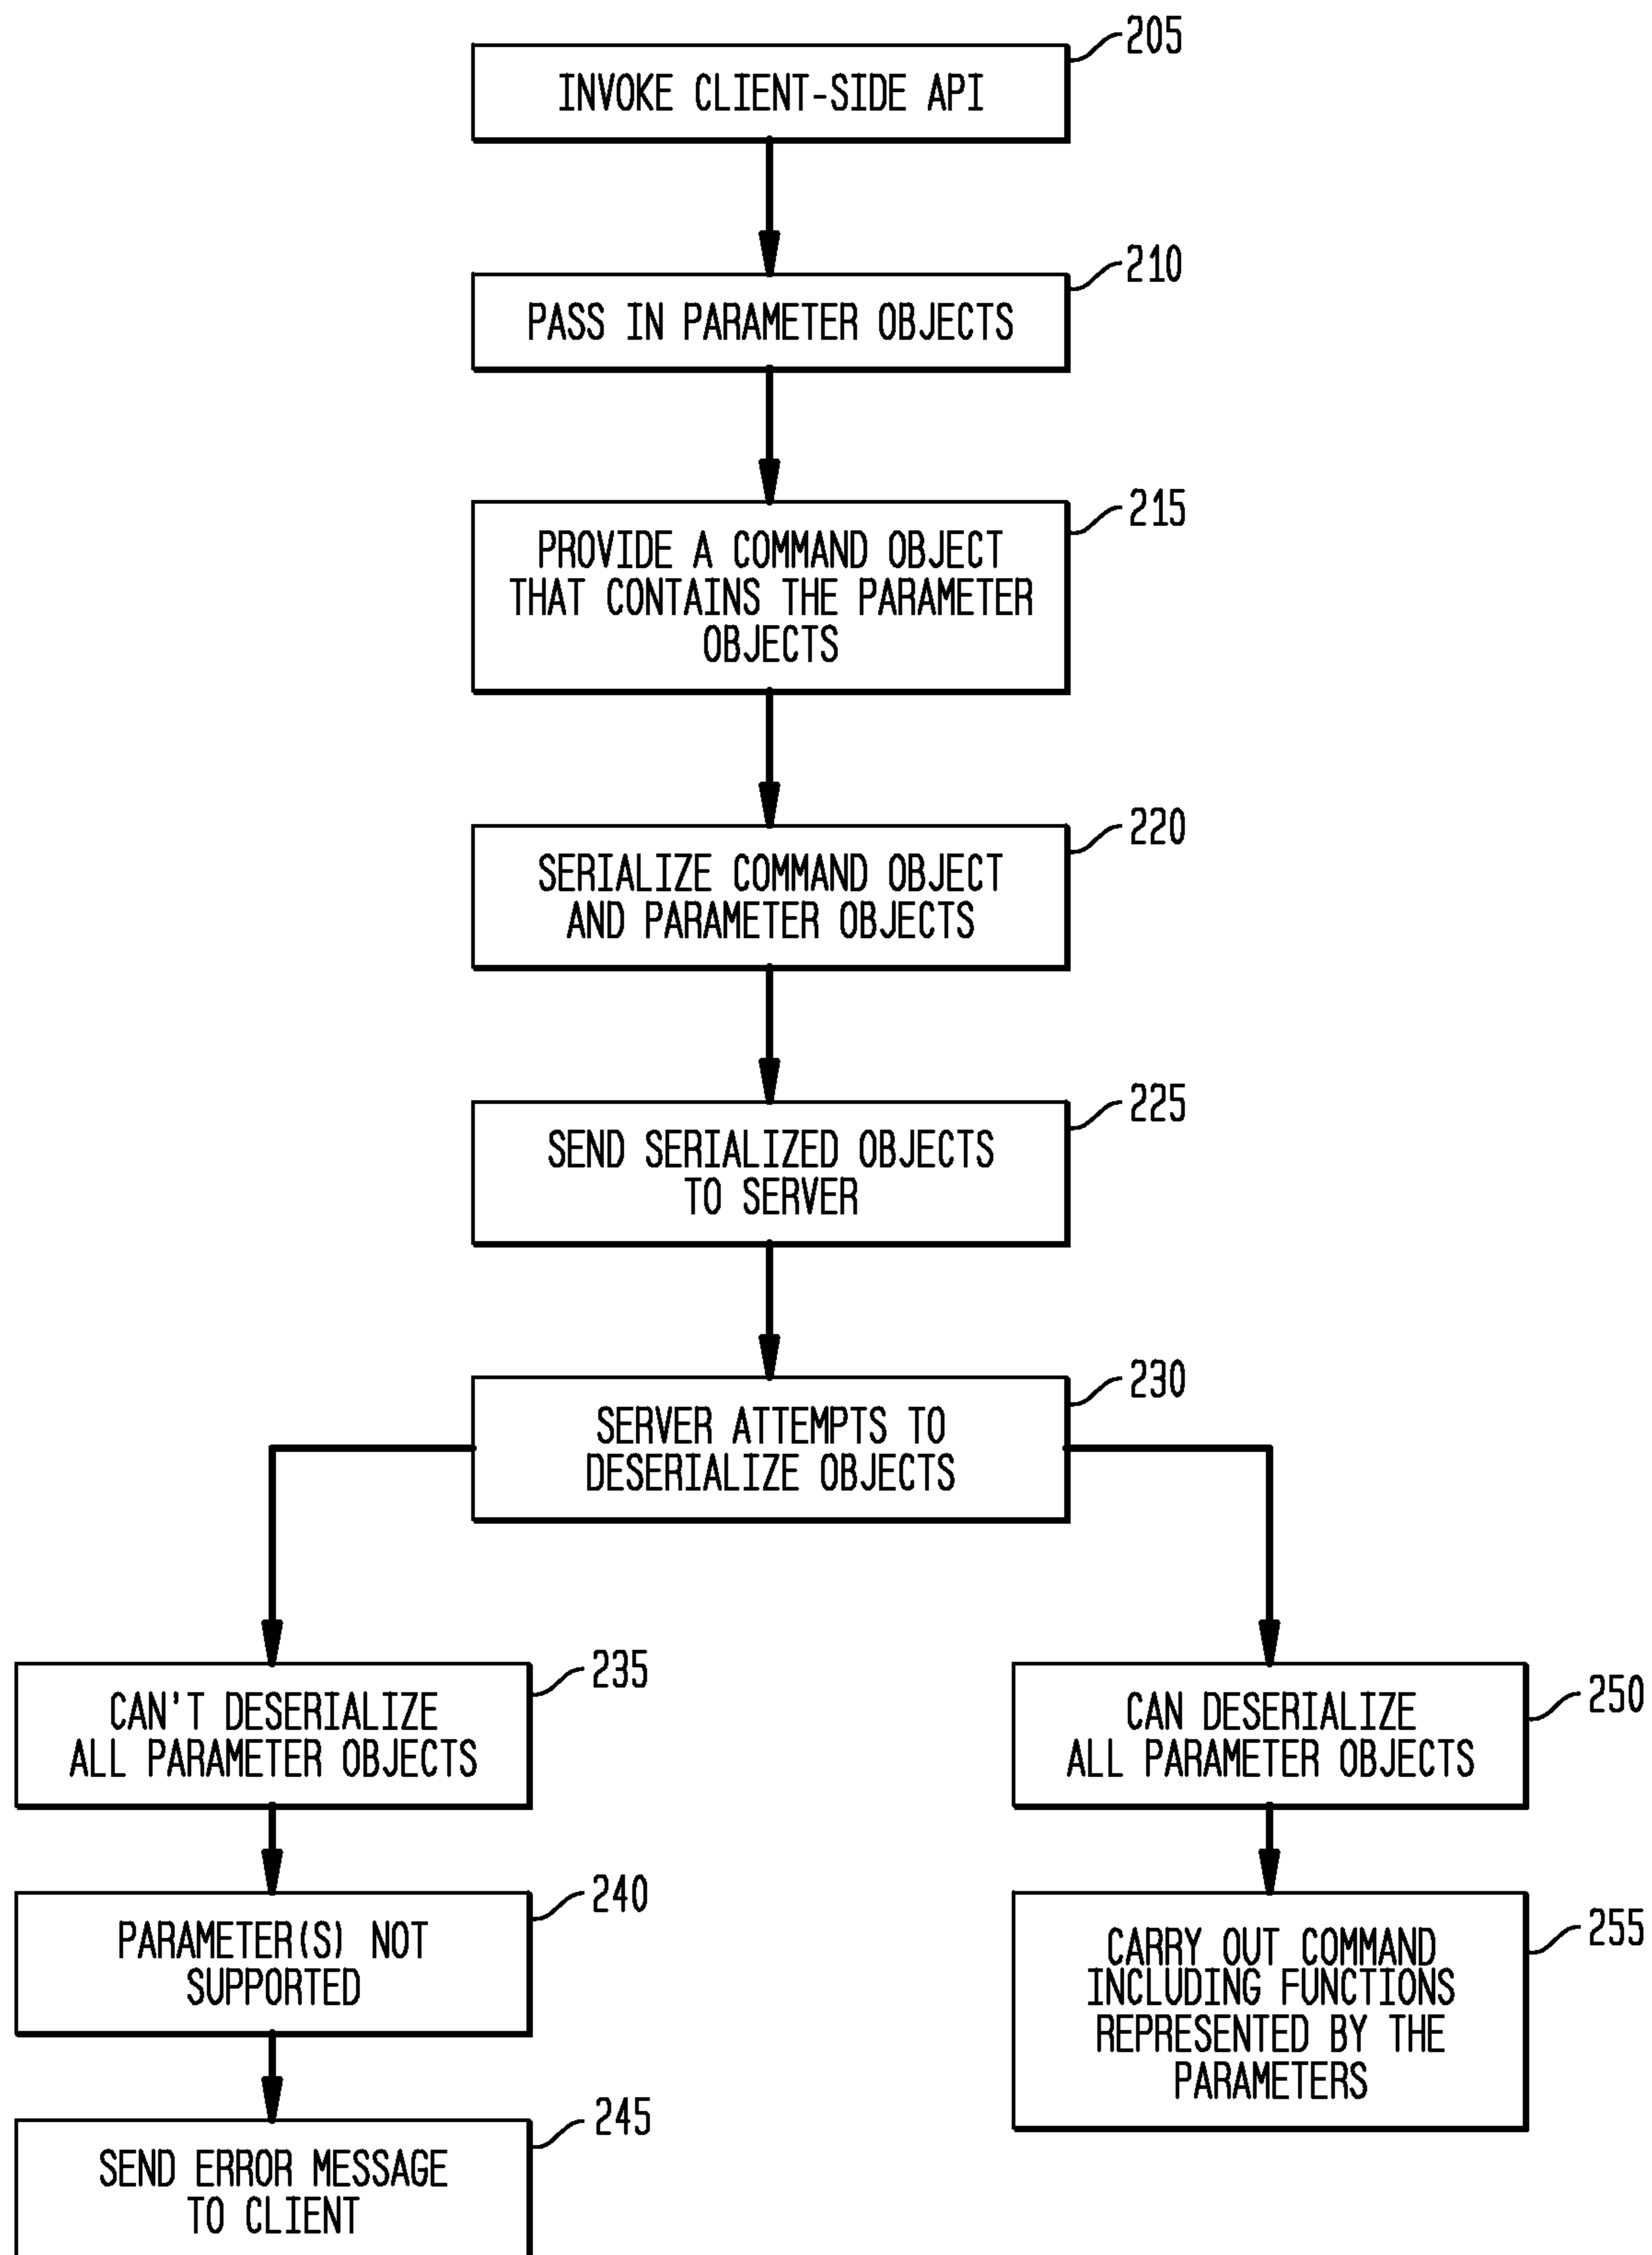 205
INVOKE CLIENT-SIDE API
210
PASS IN PARAMETER OBJECTS
215
PROVIDE A COMMAND OBJECT
THAT CONTAINS THE PARAMETER
OBJECTS
220
SERIALIZE COMMAND OBJECT
AND PARAMETER OBJECTS
225
SEND SERIALIZED OBJECTS
TO SERVER
230
SERVER ATTEMPTS TO
DESERIALIZE OBJECTS
235
CAN'T DESERIALIZE
ALL PARAMETER OBJECTS
240
PARAMETER(S) NOT
SUPPORTED
245
SEND ERROR MESSAGE
TO CLIENT
250
CAN DESERIALIZE
ALL PARAMETER OBJECTS
255
CARRY OUT COMMAND
INCLUDING FUNCTIONS
REPRESENTED BY THE
PARAMETERS